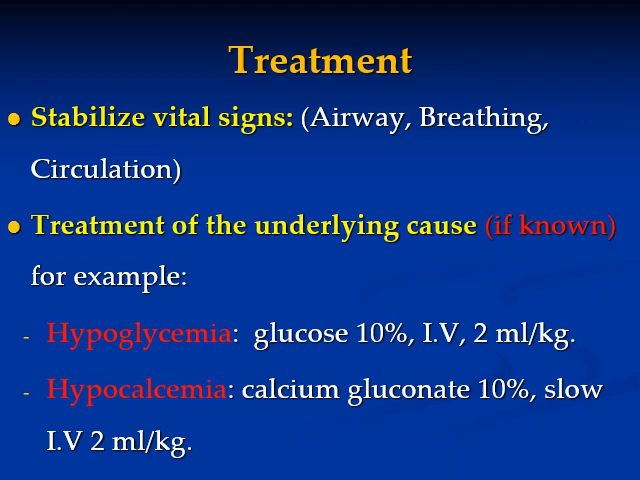 Treatment
● Stabilize vital signs: (Airway, Breathing,
Circulation)
● Treatment of the underlying cause (if known)
for example:
- Hypoglycemia:  glucose 10%, I.V, 2 ml/kg.
- Hypocalcemia: calcium gluconate 10%, slow
I.V 2 ml/kg.